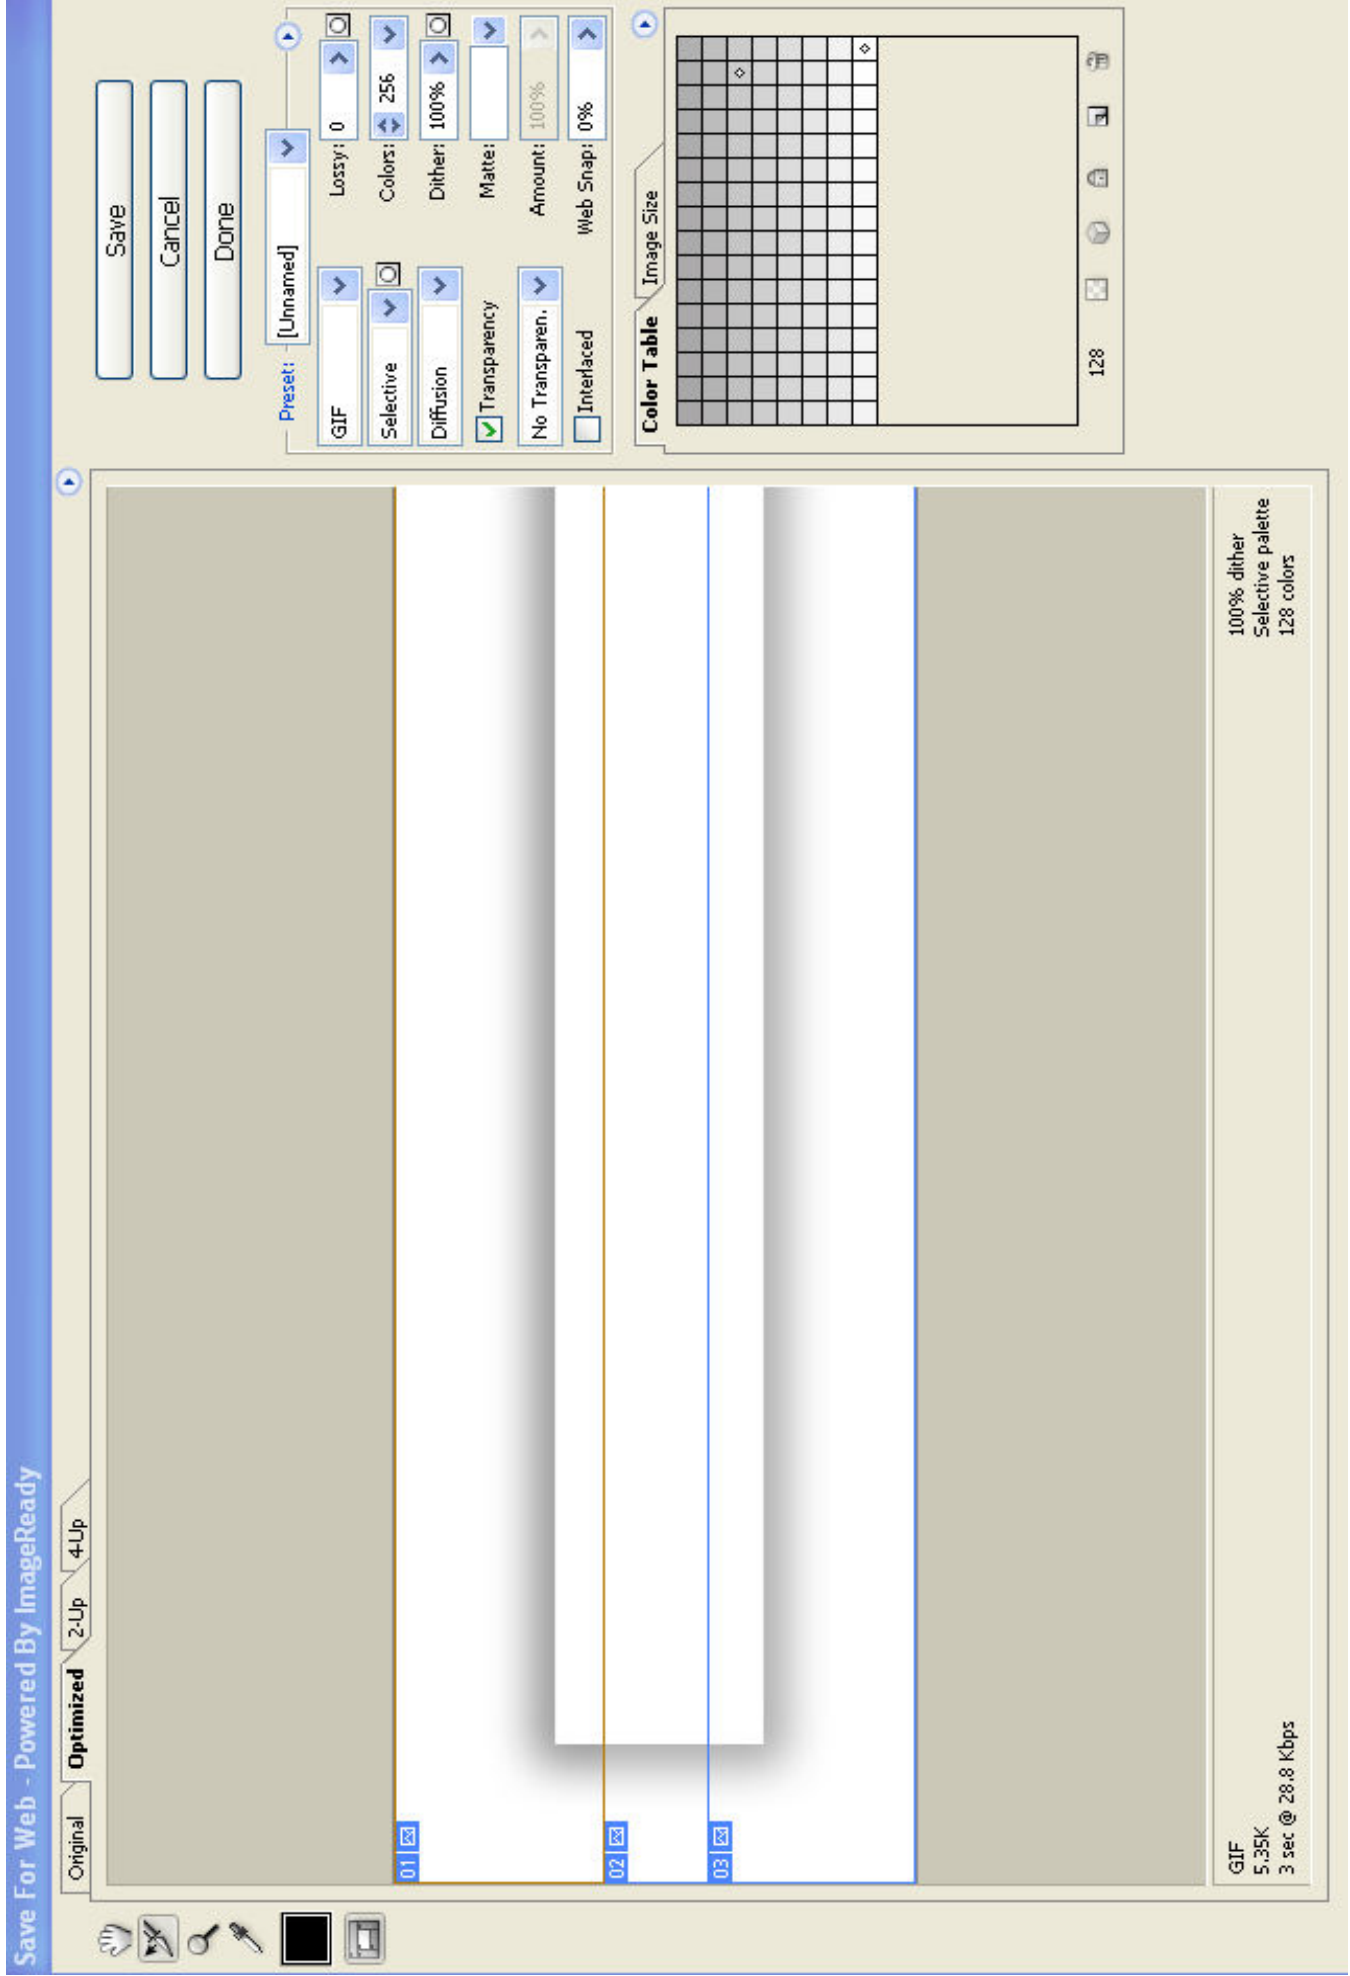 Save For Web - Powered By ImageReady
Original
Optimized
2-Up
4-Up
01
02
03
GIF
5.35K
3 sec @ 28.8 Kbps
100% dither
Selective palette
128 colors
Save
Cancel
Done
Preset: [Unnamed]
GIF
Lossy: 0
Selective
Colors: 256
Diffusion
Dither: 100%
Transparency
Matte:
No Transparen.
Amount: 100%
Interlaced
Web Snap: 0%
Color Table
Image Size
128